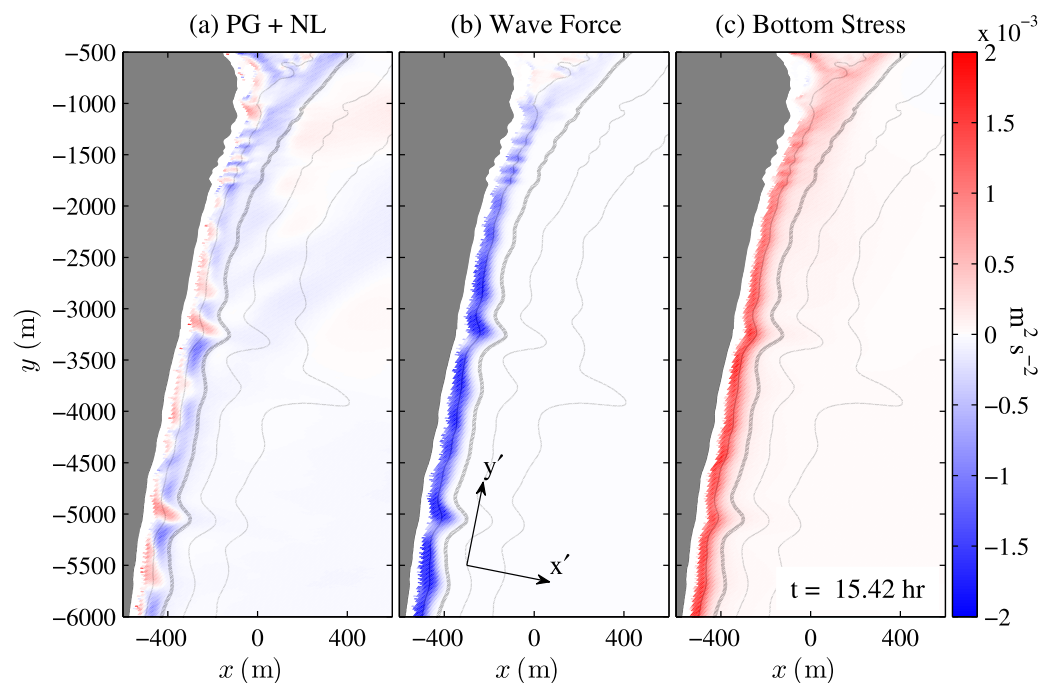 (a) PG + NL
(b) Wave Force
(c) Bottom Stress
x 10⁻³
−500
−1000
−1500
−2000
−2500
−3000
−3500
−4000
−4500
−5000
−5500
−6000
y (m)
y′
x′
t = 15.42 hr
2
1.5
1
0.5
0
−0.5
−1
−1.5
−2
m² s⁻²
−400 0 400
−400 0 400
−400 0 400
x (m)
x (m)
x (m)